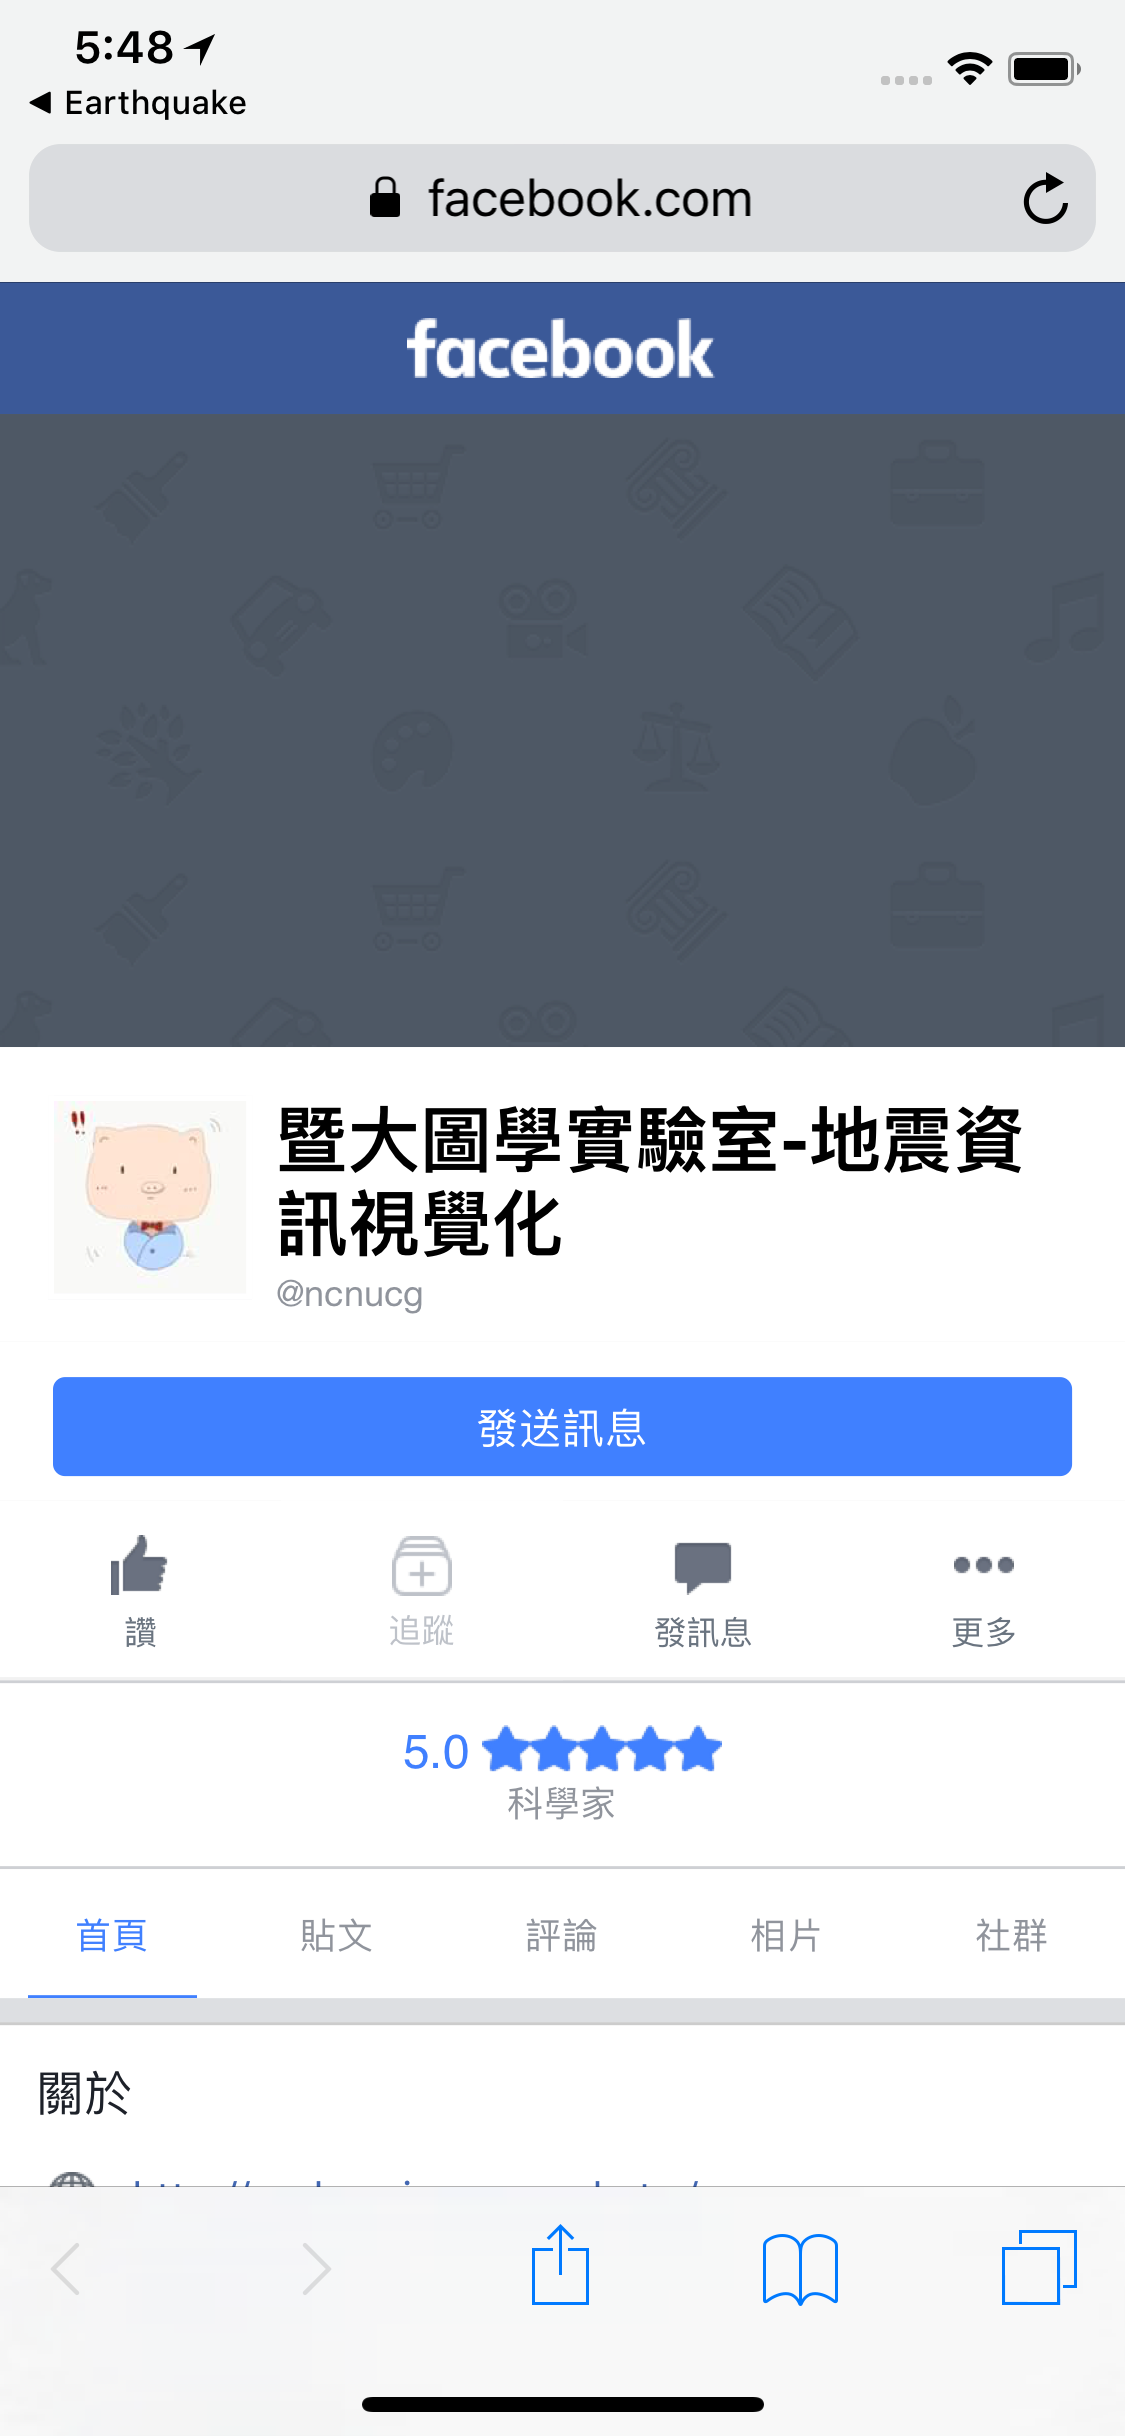 5:48
Earthquake
facebook.com
facebook
暨大圖學實驗室-地震資
訊視覺化
@ncnucg
發送訊息
讚
追蹤
發訊息
更多
5.0
科學家
首頁
貼文
評論
相片
社群
關於